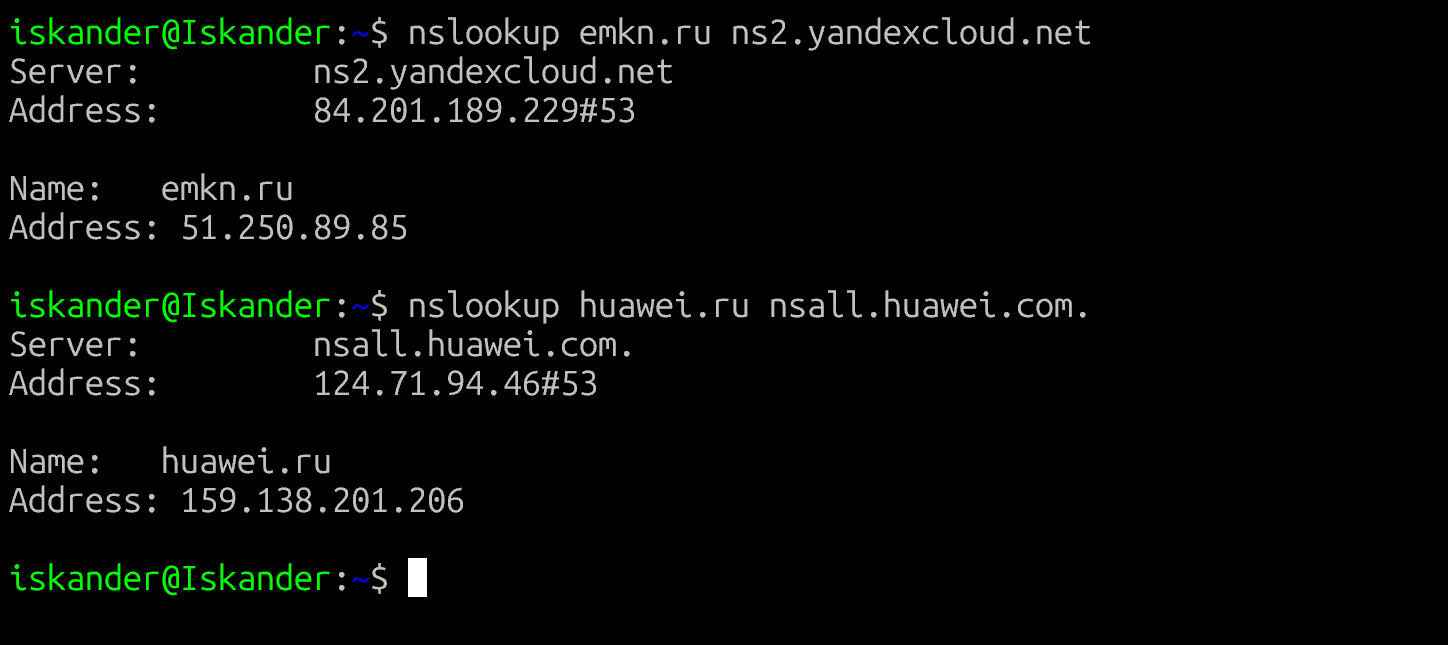 iskander@Iskander:~$ nslookup emkn.ru ns2.yandexcloud.net
Server:         ns2.yandexcloud.net
Address:        84.201.189.229#53
Name:   emkn.ru
Address: 51.250.89.85
iskander@Iskander:~$ nslookup huawei.ru nsall.huawei.com.
Server:         nsall.huawei.com.
Address:        124.71.94.46#53
Name:   huawei.ru
Address: 159.138.201.206
iskander@Iskander:~$